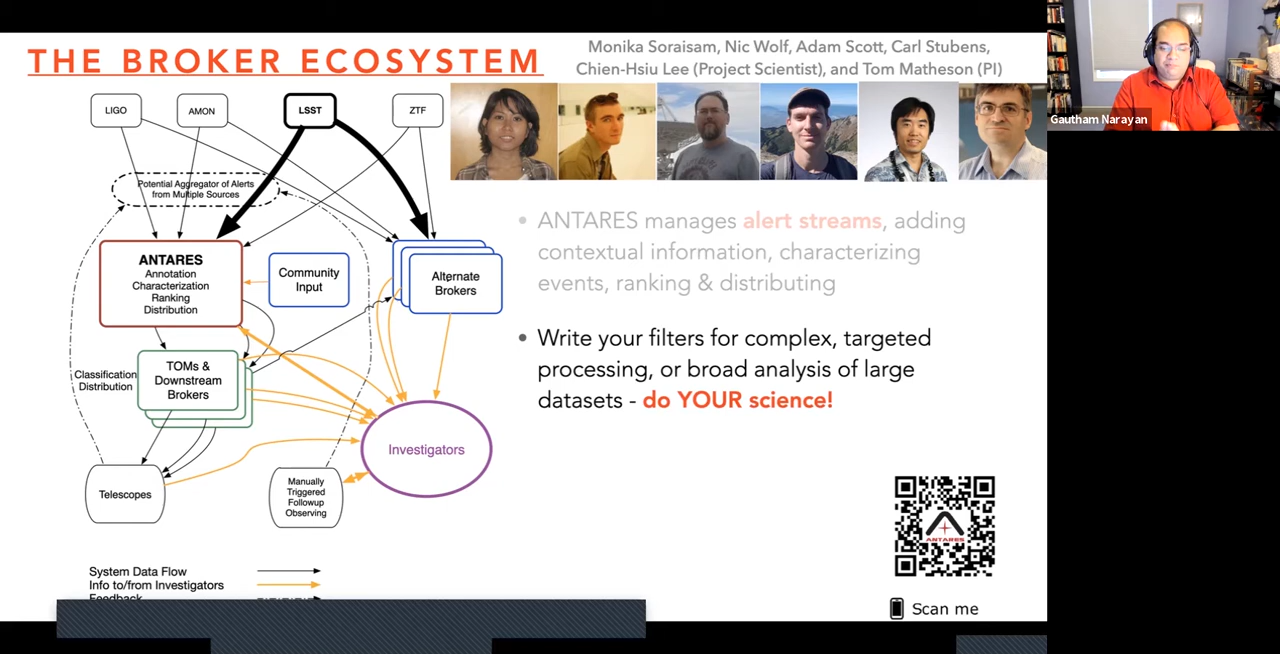 THE BROKER ECOSYSTEM
Monika Soraisam, Nic Wolf, Adam Scott, Carl Stubens,
Chien-Hsiu Lee (Project Scientist), and Tom Matheson (PI)
Gautham Narayan
LIGO
AMON
LSST
ZTF
Potential Aggregator of Alerts
from Multiple Sources
ANTARES
Annotation
Characterization
Ranking
Distribution
Community
Input
Alternate
Brokers
Classification
Distribution
TOMs &
Downstream
Brokers
Investigators
Telescopes
Manually
Triggered
Followup
Observing
System Data Flow
Info to/from Investigators
Feedback
• ANTARES manages alert streams, adding
contextual information, characterizing
events, ranking & distributing
• Write your filters for complex, targeted
processing, or broad analysis of large
datasets - do YOUR science!
ANTARES
Scan me